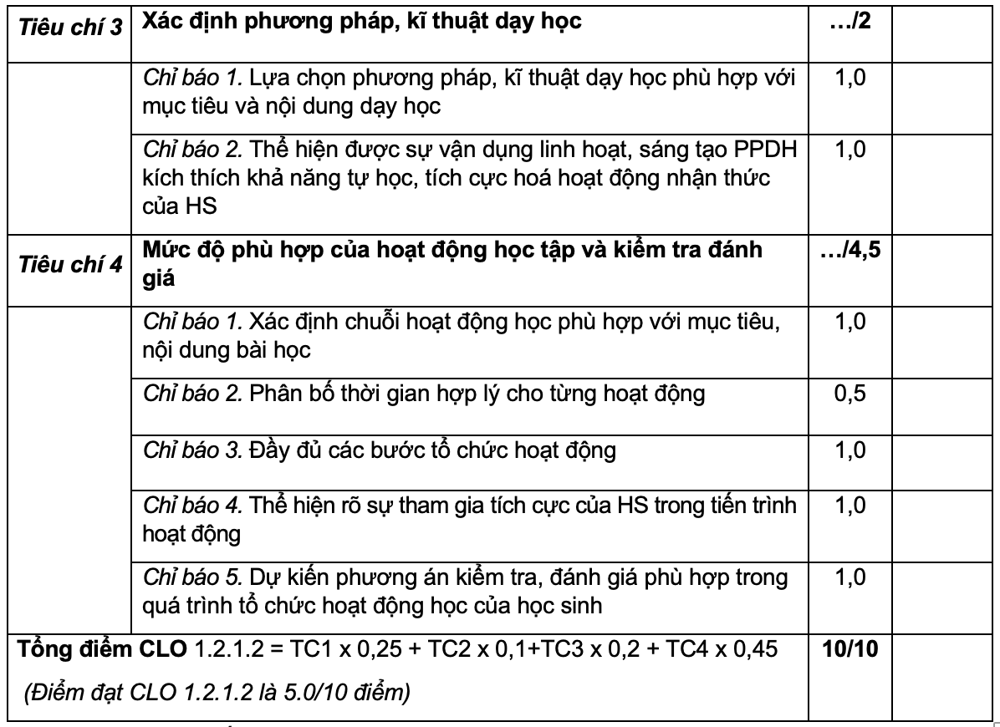 Tiêu chí 3 Xác định phương pháp, kĩ thuật dạy học …/2
Chỉ báo 1. Lựa chọn phương pháp, kĩ thuật dạy học phù hợp với 1,0
mục tiêu và nội dung dạy học
Chỉ báo 2. Thể hiện được sự vận dụng linh hoạt, sáng tạo PPDH 1,0
kích thích khả năng tự học, tích cực hoá hoạt động nhận thức
của HS
Tiêu chí 4 Mức độ phù hợp của hoạt động học tập và kiểm tra đánh …/4,5
giá
Chỉ báo 1. Xác định chuỗi hoạt động học phù hợp với mục tiêu, 1,0
nội dung bài học
Chỉ báo 2. Phân bố thời gian hợp lý cho từng hoạt động 0,5
Chỉ báo 3. Đầy đủ các bước tổ chức hoạt động 1,0
Chỉ báo 4. Thể hiện rõ sự tham gia tích cực của HS trong tiến trình 1,0
hoạt động
Chỉ báo 5. Dự kiến phương án kiểm tra, đánh giá phù hợp trong 1,0
quá trình tổ chức hoạt động học của học sinh
Tổng điểm CLO 1.2.1.2 = TC1 x 0,25 + TC2 x 0,1+TC3 x 0,2 + TC4 x 0,45 10/10
(Điểm đạt CLO 1.2.1.2 là 5.0/10 điểm)